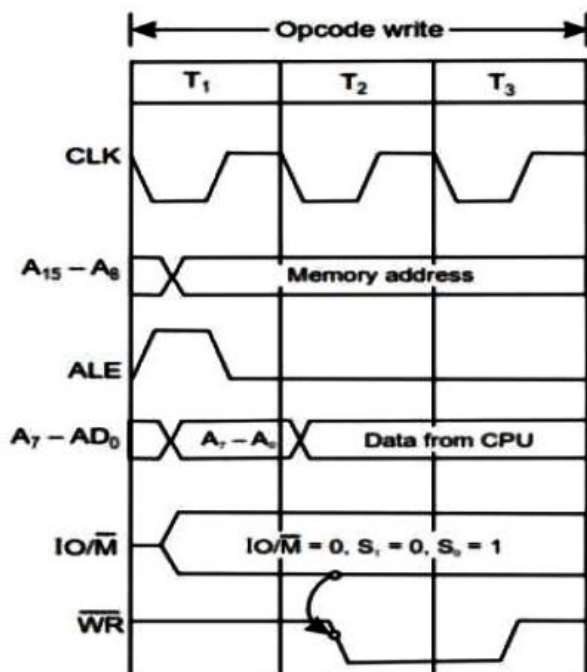 Opcode write
T₁ T₂ T₃
CLK
A₁₅ – A₈ Memory address
ALE
A₇ – AD₀ A₇ – A₀ Data from CPU
IO/M̅ IO/M̅ = 0, S₁ = 0, S₀ = 1
W̅R̅